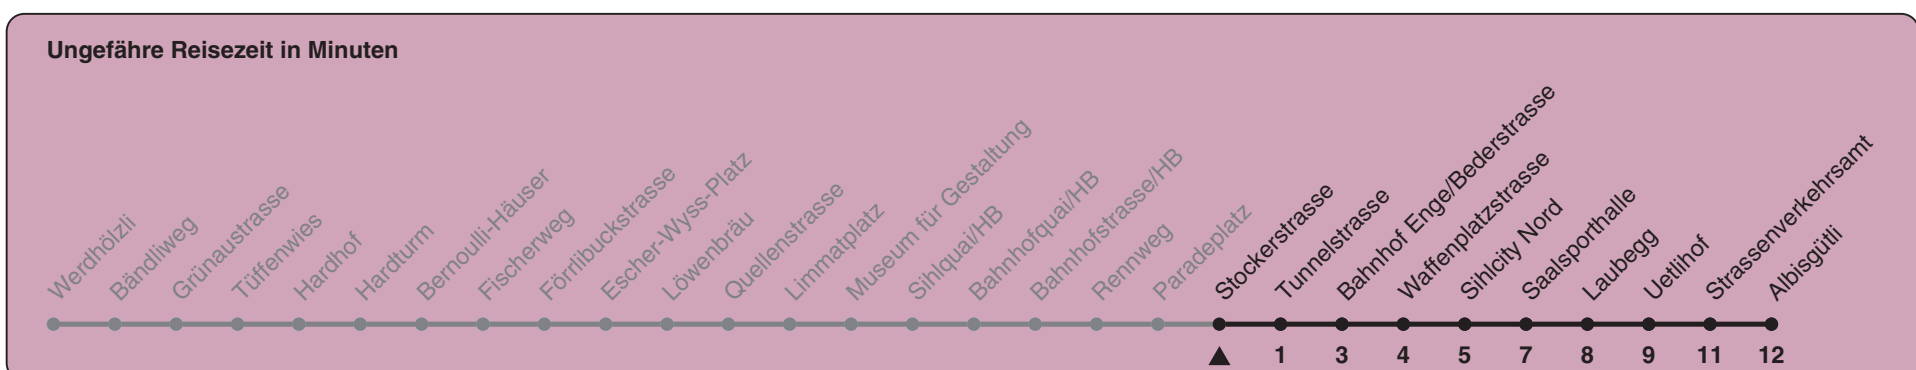 Ungefähre Reisezeit in Minuten
Werdhölzli
Bändliweg
Grünaustrasse
Tüffenwies
Hardhof
Hardturm
Bernoulli-Häuser
Fischerweg
Förrlibuckstrasse
Escher-Wyss-Platz
Löwenbräu
Quellenstrasse
Limmatplatz
Museum für Gestaltung
Sihlquai/HB
Bahnhofquai/HB
Bahnhofstrasse/HB
Rennweg
Paradeplatz
Stockerstrasse
Tunnelstrasse
Bahnhof Enge/Bederstrasse
Waffenplatzstrasse
Sihlcity Nord
Saalsporthalle
Laubegg
Uetlihof
Strassenverkehrsamt
Albisgütli
1 3 4 5 7 8 9 11 12